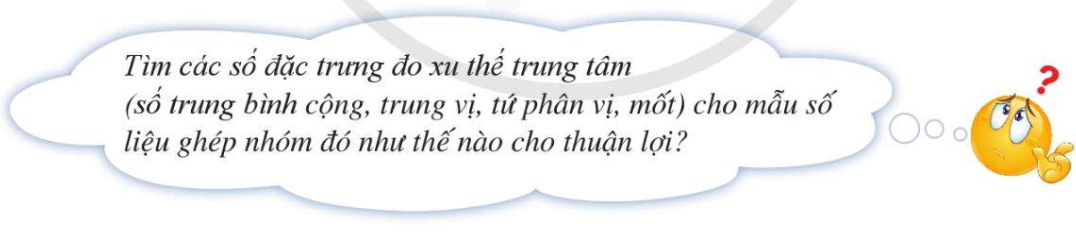 Tìm các số đặc trưng đo xu thế trung tâm
(số trung bình cộng, trung vị, tứ phân vị, mốt) cho mẫu số
liệu ghép nhóm đó như thế nào cho thuận lợi?
?